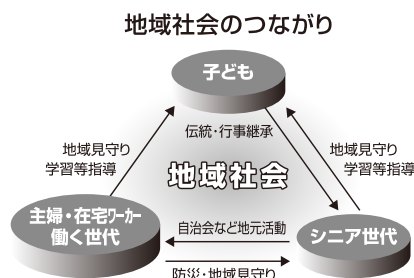 地域社会のつながり
子ども
伝統・行事継承
地域見守り
学習等指導
地域見守り
学習等指導
地域社会
主婦・在宅ワーカー
働く世代
自治会など地元活動
シニア世代
防災・地域見守り